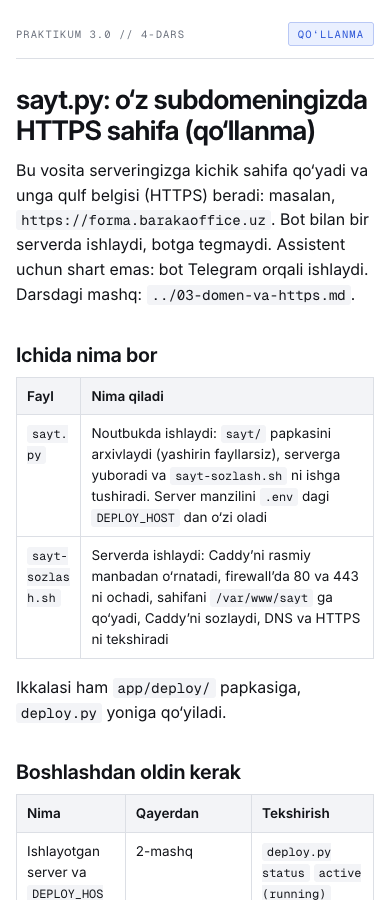 PRAKTIKUM 3.0 // 4-DARS
QO‘LLANMA
sayt.py: o‘z subdomeningizda
HTTPS sahifa (qo‘llanma)
Bu vosita serveringizga kichik sahifa qo‘yadi va
unga qulf belgisi (HTTPS) beradi: masalan,
https://forma.barakaoffice.uz. Bot bilan bir
serverda ishlaydi, botga tegmaydi. Assistent
uchun shart emas: bot Telegram orqali ishlaydi.
Darsdagi mashq: ../03-domen-va-https.md.
Ichida nima bor
Fayl
Nima qiladi
sayt.
py
Noutbukda ishlaydi: sayt/ papkasini
arxivlaydi (yashirin fayllarsiz), serverga
yuboradi va sayt-sozlash.sh ni ishga
tushiradi. Server manzilini .env dagi
DEPLOY_HOST dan o‘zi oladi
sayt-
sozlas
h.sh
Serverda ishlaydi: Caddy’ni rasmiy
manbadan o‘rnatadi, firewall’da 80 va 443
ni ochadi, sahifani /var/www/sayt ga
qo‘yadi, Caddy’ni sozlaydi, DNS va HTTPS
ni tekshiradi
Ikkalasi ham app/deploy/ papkasiga,
deploy.py yoniga qo‘yiladi.
Boshlashdan oldin kerak
Nima
Qayerdan
Tekshirish
Ishlayotgan
server va
DEPLOY_HOS
2-mashq
deploy.py
status active
(running)